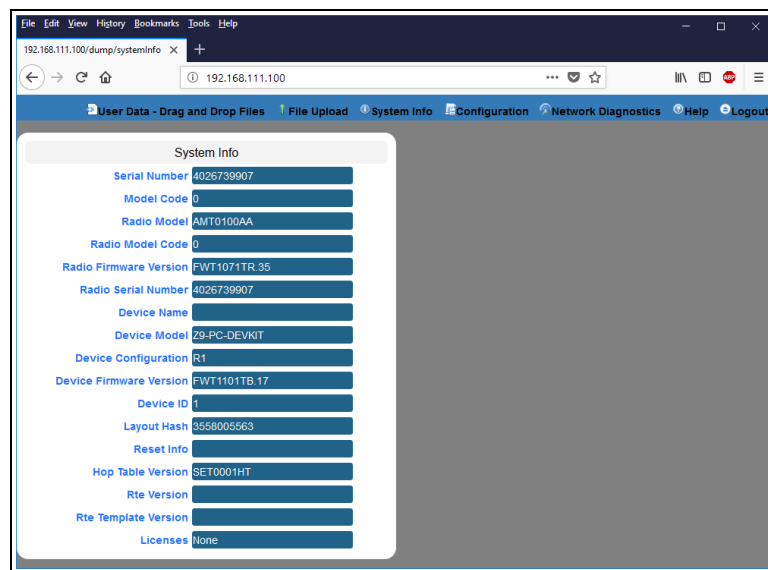 File Edit View History Bookmarks Tools Help
192.168.111.100/dump/systemInfo
192.168.111.100
User Data - Drag and Drop Files File Upload System Info Configuration Network Diagnostics Help Logout
System Info
Serial Number 4026739907
Model Code 0
Radio Model AMT0100AA
Radio Model Code 0
Radio Firmware Version FWT1071TR.35
Radio Serial Number 4026739907
Device Name
Device Model Z9-PC-DEVKIT
Device Configuration R1
Device Firmware Version FWT1101TB.17
Device ID 1
Layout Hash 3558005563
Reset Info
Hop Table Version SET0001HT
Rte Version
Rte Template Version
Licenses None